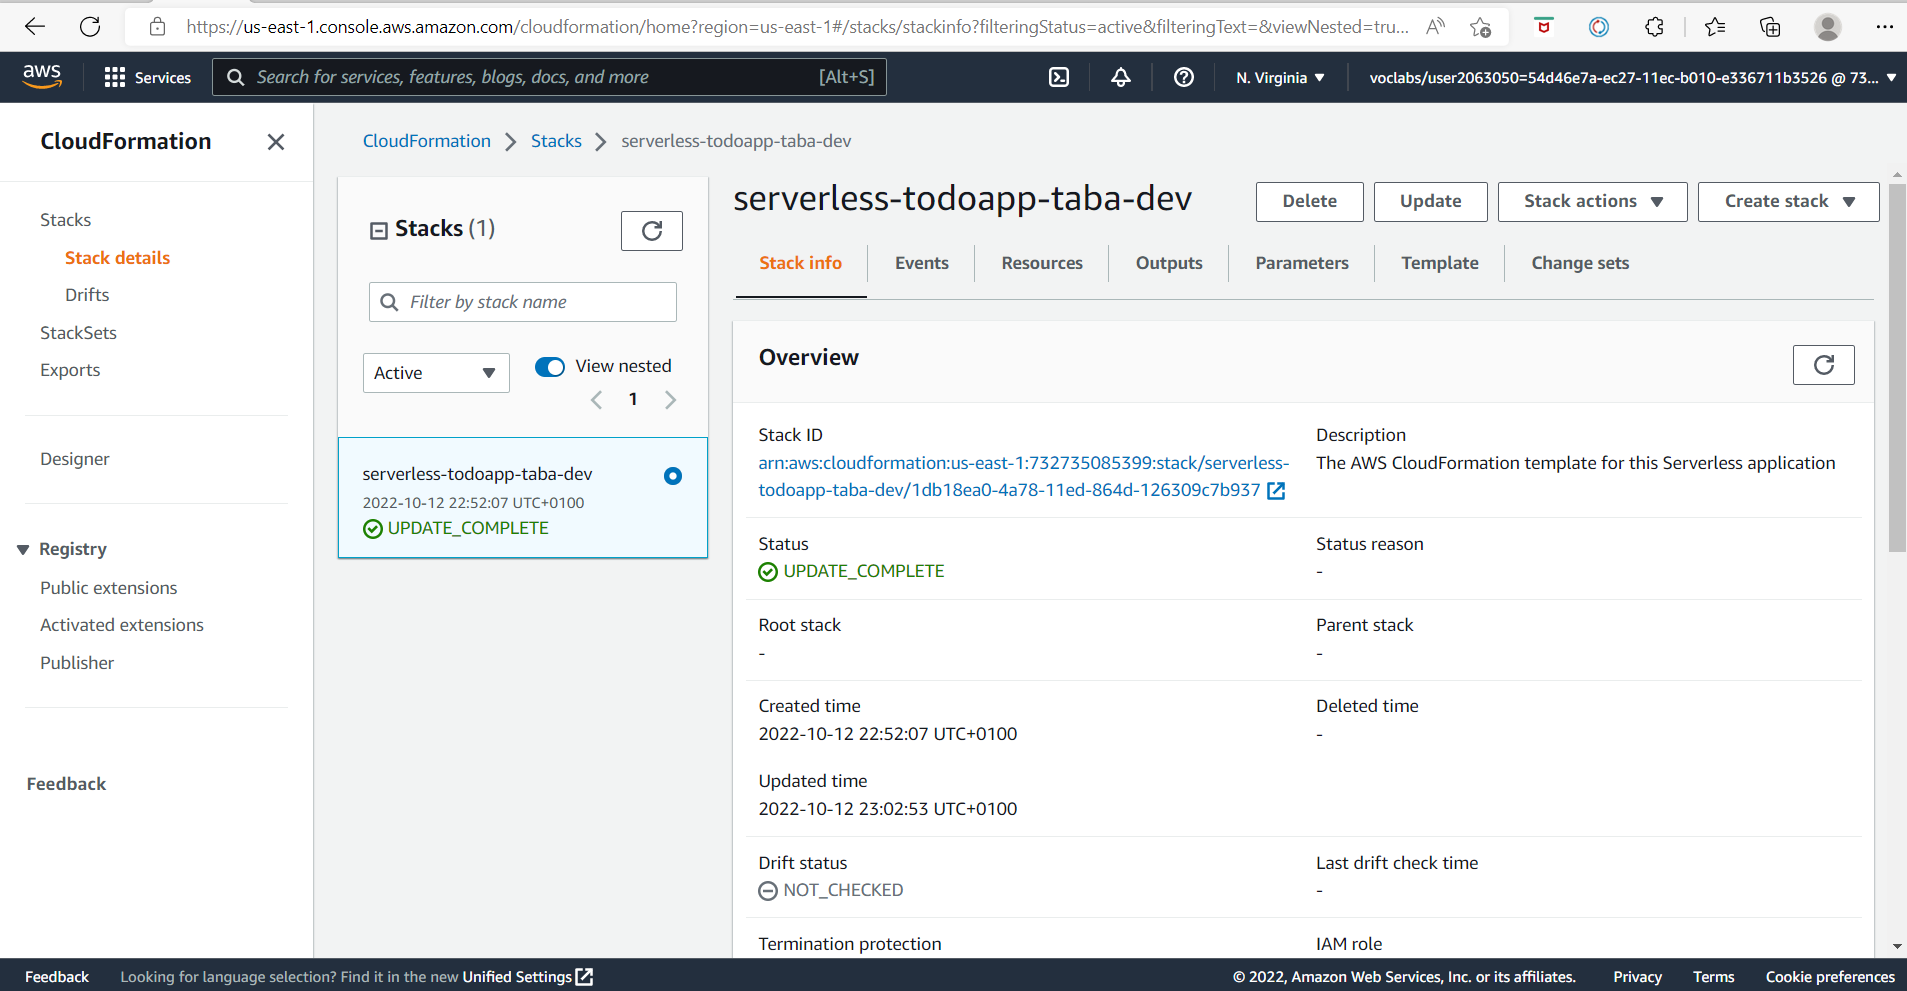 https://us-east-1.console.aws.amazon.com/cloudformation/home?region=us-east-1#/stacks/stackinfo?filteringStatus=active&filteringText=&viewNested=tru...
aws
Services
Search for services, features, blogs, docs, and more
[Alt+S]
N. Virginia
voclabs/user2063050=54d46e7a-ec27-11ec-b010-e336711b3526 @ 73...
CloudFormation
Stacks
Stack details
Drifts
StackSets
Exports
Designer
Registry
Public extensions
Activated extensions
Publisher
Feedback
CloudFormation
Stacks
serverless-todoapp-taba-dev
Stacks (1)
Filter by stack name
Active
View nested
1
serverless-todoapp-taba-dev
2022-10-12 22:52:07 UTC+0100
UPDATE_COMPLETE
serverless-todoapp-taba-dev
Delete
Update
Stack actions
Create stack
Stack info
Events
Resources
Outputs
Parameters
Template
Change sets
Overview
Stack ID
arn:aws:cloudformation:us-east-1:732735085399:stack/serverless-
todoapp-taba-dev/1db18ea0-4a78-11ed-864d-126309c7b937
Description
The AWS CloudFormation template for this Serverless application
Status
UPDATE_COMPLETE
Status reason
-
Root stack
-
Parent stack
-
Created time
2022-10-12 22:52:07 UTC+0100
Deleted time
-
Updated time
2022-10-12 23:02:53 UTC+0100
Drift status
NOT_CHECKED
Last drift check time
-
Termination protection
IAM role
Feedback
Looking for language selection? Find it in the new Unified Settings
© 2022, Amazon Web Services, Inc. or its affiliates.
Privacy
Terms
Cookie preferences